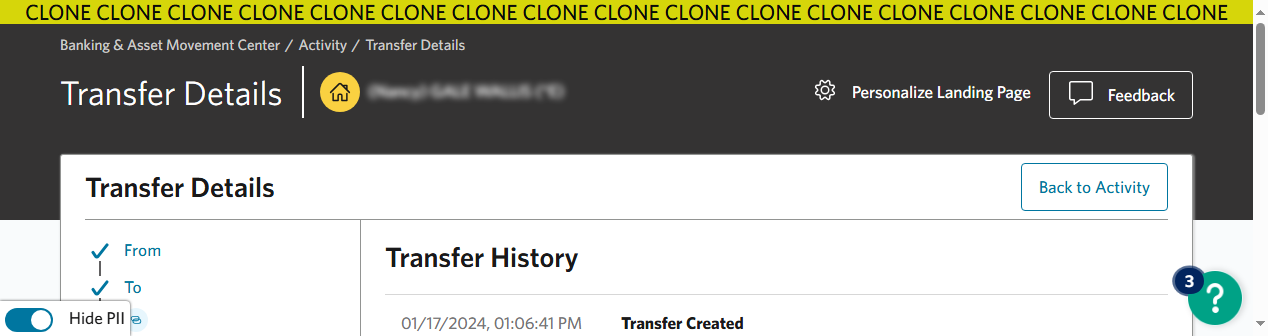 CLONE CLONE CLONE CLONE CLONE CLONE CLONE CLONE CLONE CLONE CLONE CLONE CLONE CLONE CLONE CLONE CLONE
Banking & Asset Movement Center / Activity / Transfer Details
Transfer Details
Personalize Landing Page
Feedback
Transfer Details
Back to Activity
From
To
Transfer History
01/17/2024, 01:06:41 PM Transfer Created
3
?
Hide PII